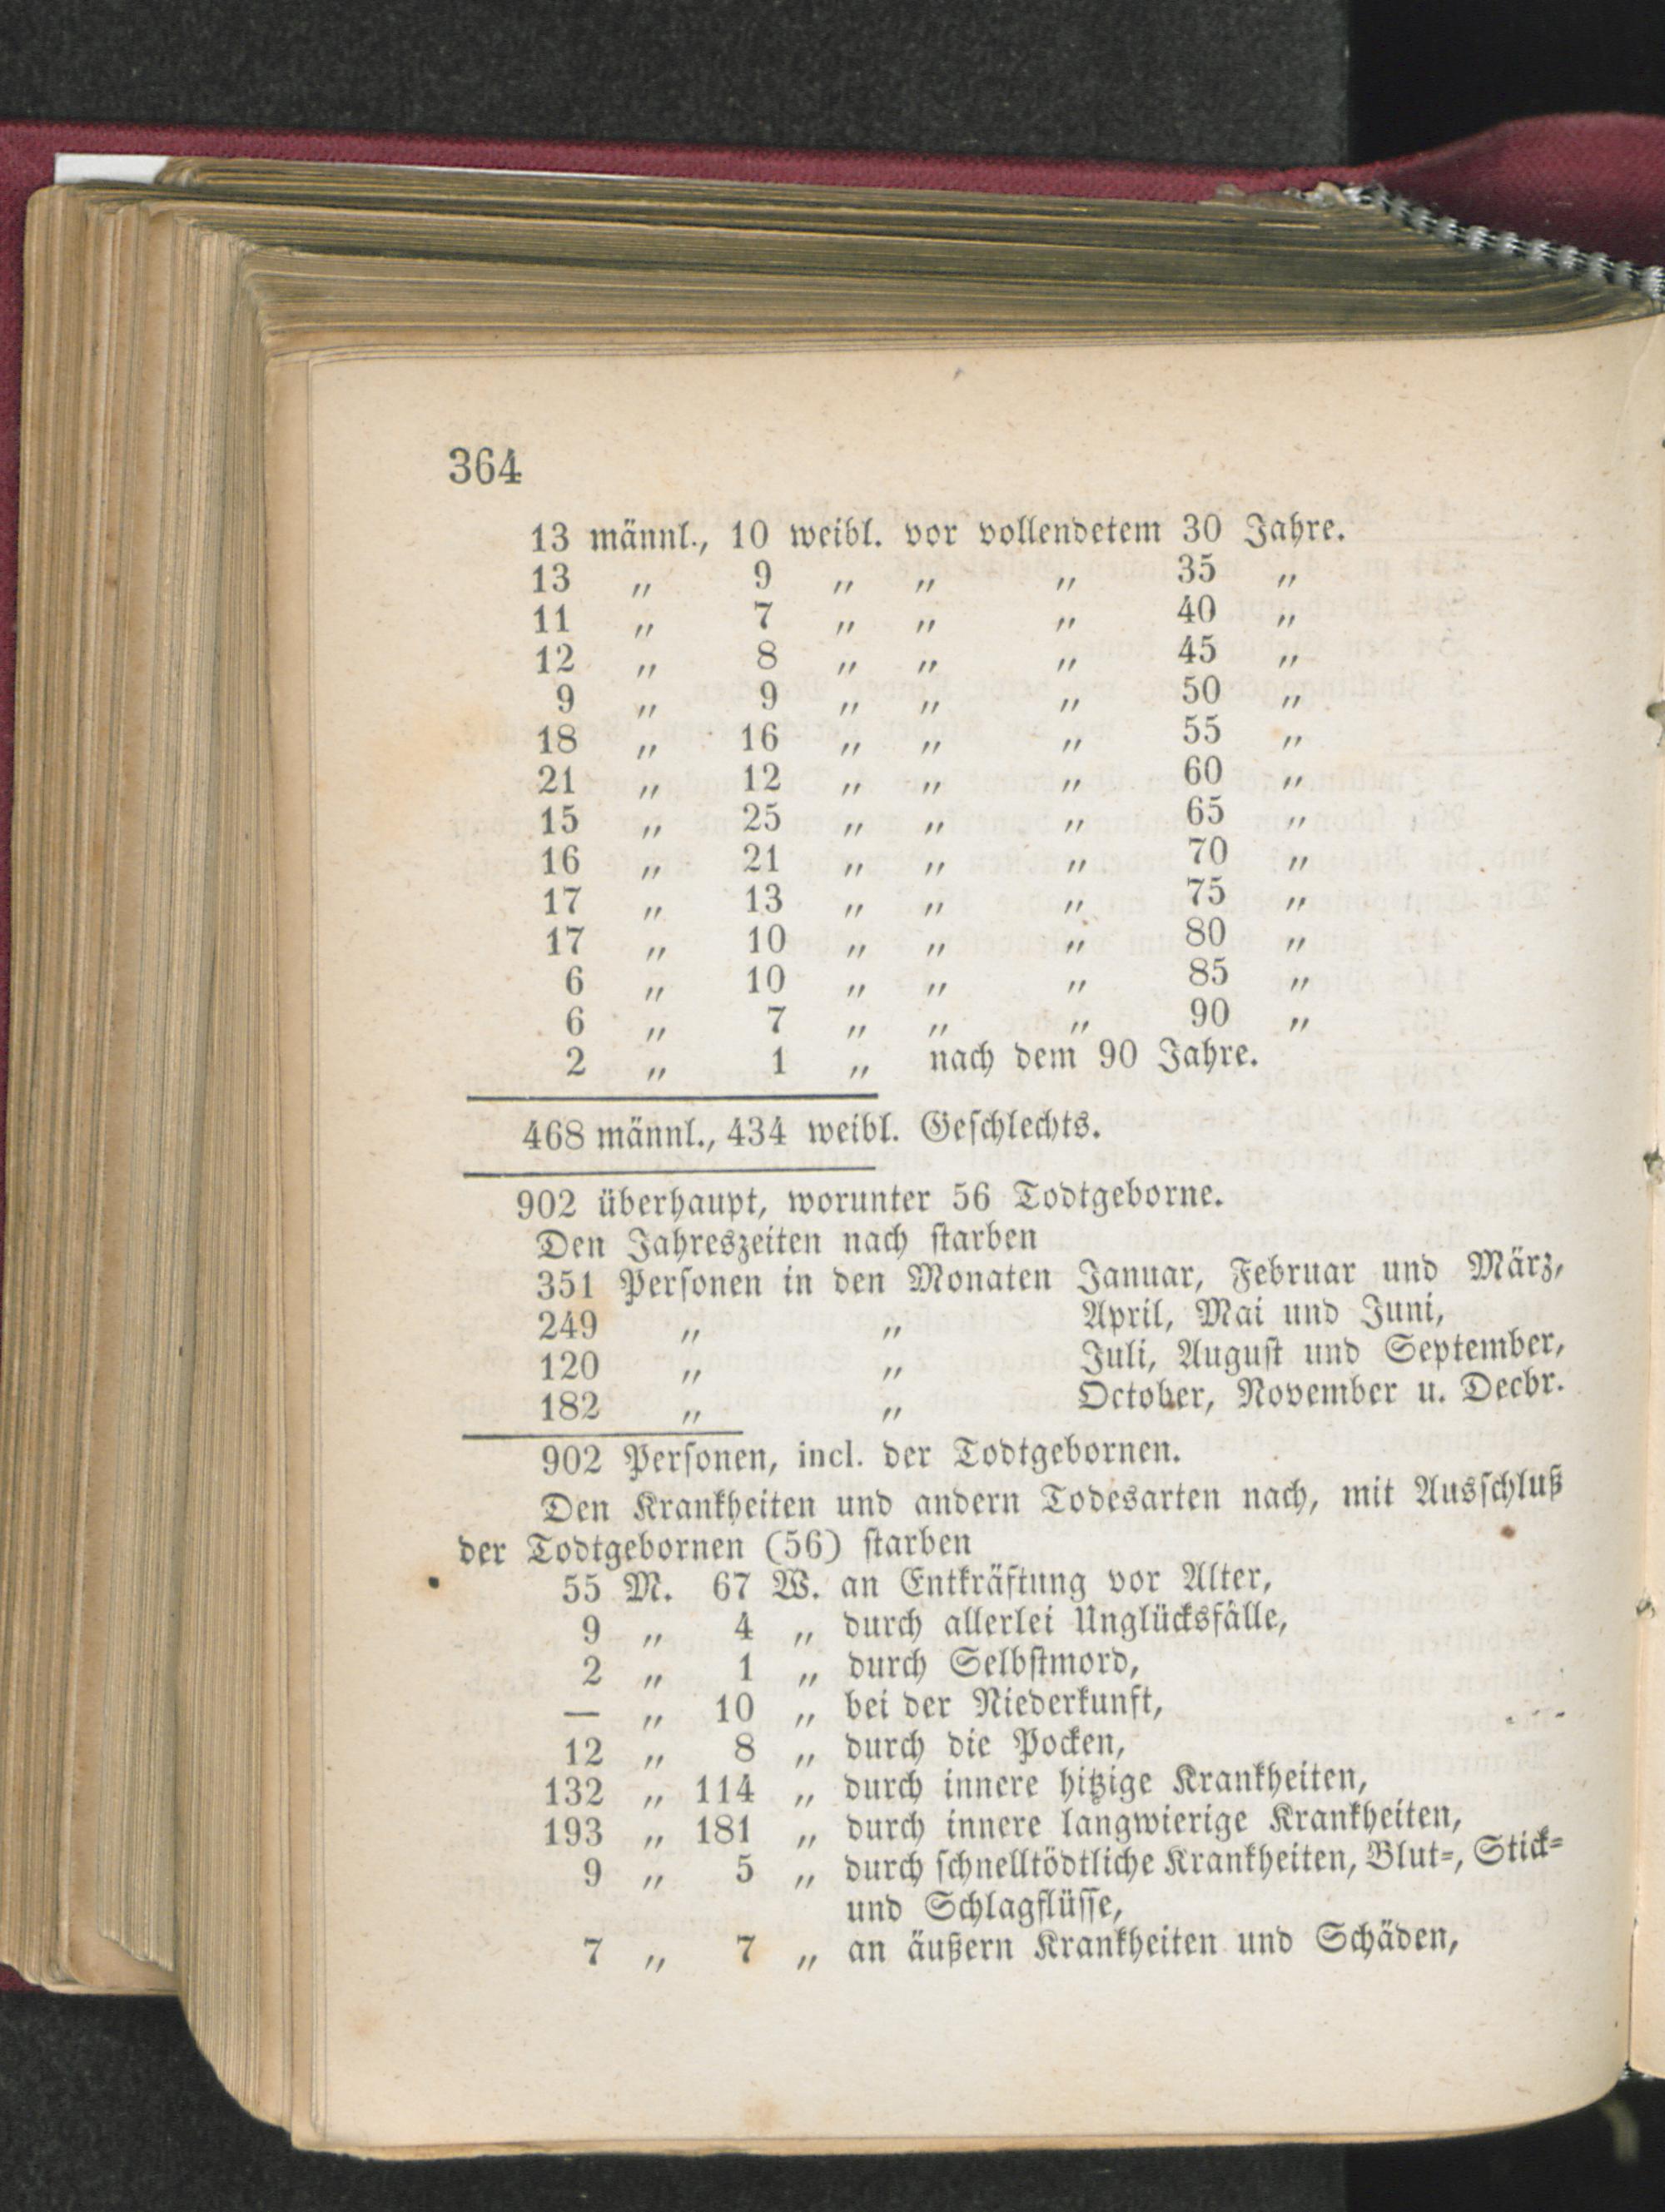 364
13 männl., 10 weibl. vor vollendetem 30 Jahre.
13 „ 9 „ „ „ 35 „
11 „ 7 „ „ „ 40 „
12 „ 8 „ „ „ 45 „
9 „ 9 „ „ „ 50 „
18 „ 16 „ „ „ 55 „
21 „ 12 „ „ „ 60 „
15 „ 25 „ „ „ 65 „
16 „ 21 „ „ „ 70 „
17 „ 13 „ „ „ 75 „
17 „ 10 „ „ „ 80 „
6 „ 10 „ „ „ 85 „
6 „ 7 „ „ „ 90 „
2 „ 1 „ nach dem 90 Jahre.
468 männl., 434 weibl. Geſchlechts.
902 überhaupt, worunter 56 Todtgeborne.
Den Jahreszeiten nach ſtarben
351 Perſonen in den Monaten Januar, Februar und März,
249 „ „ April, Mai und Juni,
120 „ „ Juli, Auguſt und September,
182 „ „ October, November u. Decbr.
902 Perſonen, incl. der Todtgebornen.
Den Krankheiten und andern Todesarten nach, mit Ausſchluß
der Todtgebornen (56) ſtarben
55 M. 67 W. an Entkräftung vor Alter,
9 „ 4 „ durch allerlei Unglücksfälle,
2 „ 1 „ durch Selbſtmord,
— „ 10 „ bei der Niederkunft,
12 „ 8 „ durch die Pocken,
132 „ 114 „ durch innere hitzige Krankheiten,
193 „ 181 „ durch innere langwierige Krankheiten,
9 „ 5 „ durch ſchnelltödtliche Krankheiten, Blut-, Stick-
und Schlagflüſſe,
7 „ 7 „ an äußern Krankheiten und Schäden,